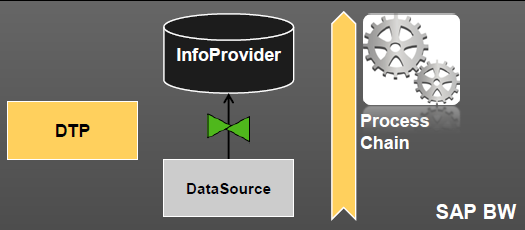 InfoProvider
DTP
DataSource
Process
Chain
SAP BW